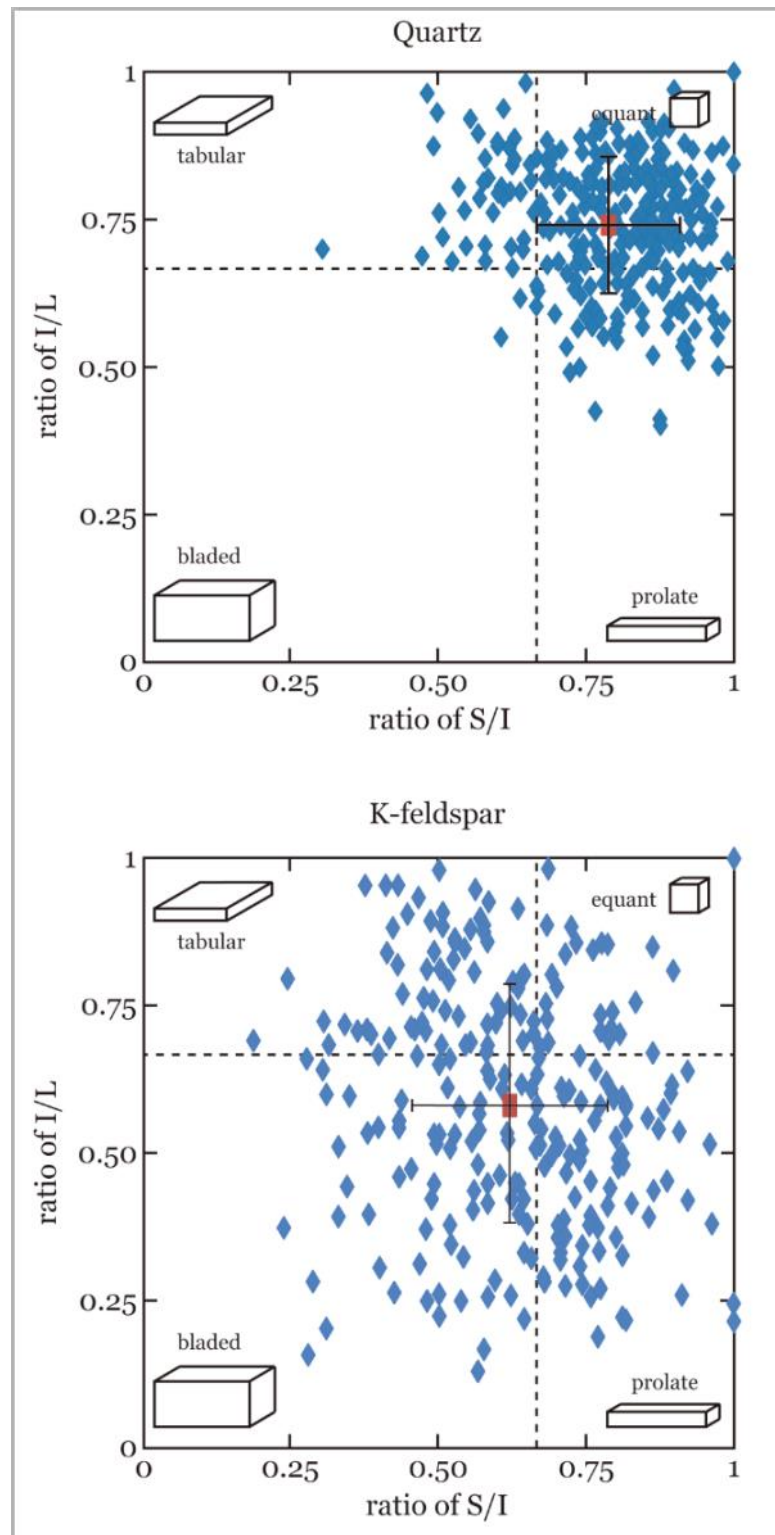 Quartz
1
equant
tabular
0.75
ratio of I/L
0.50
0.25
bladed
prolate
0
0 0.25 0.50 0.75 1
ratio of S/I
K-feldspar
1
equant
tabular
0.75
ratio of I/L
0.50
0.25
bladed
prolate
0
0 0.25 0.50 0.75 1
ratio of S/I